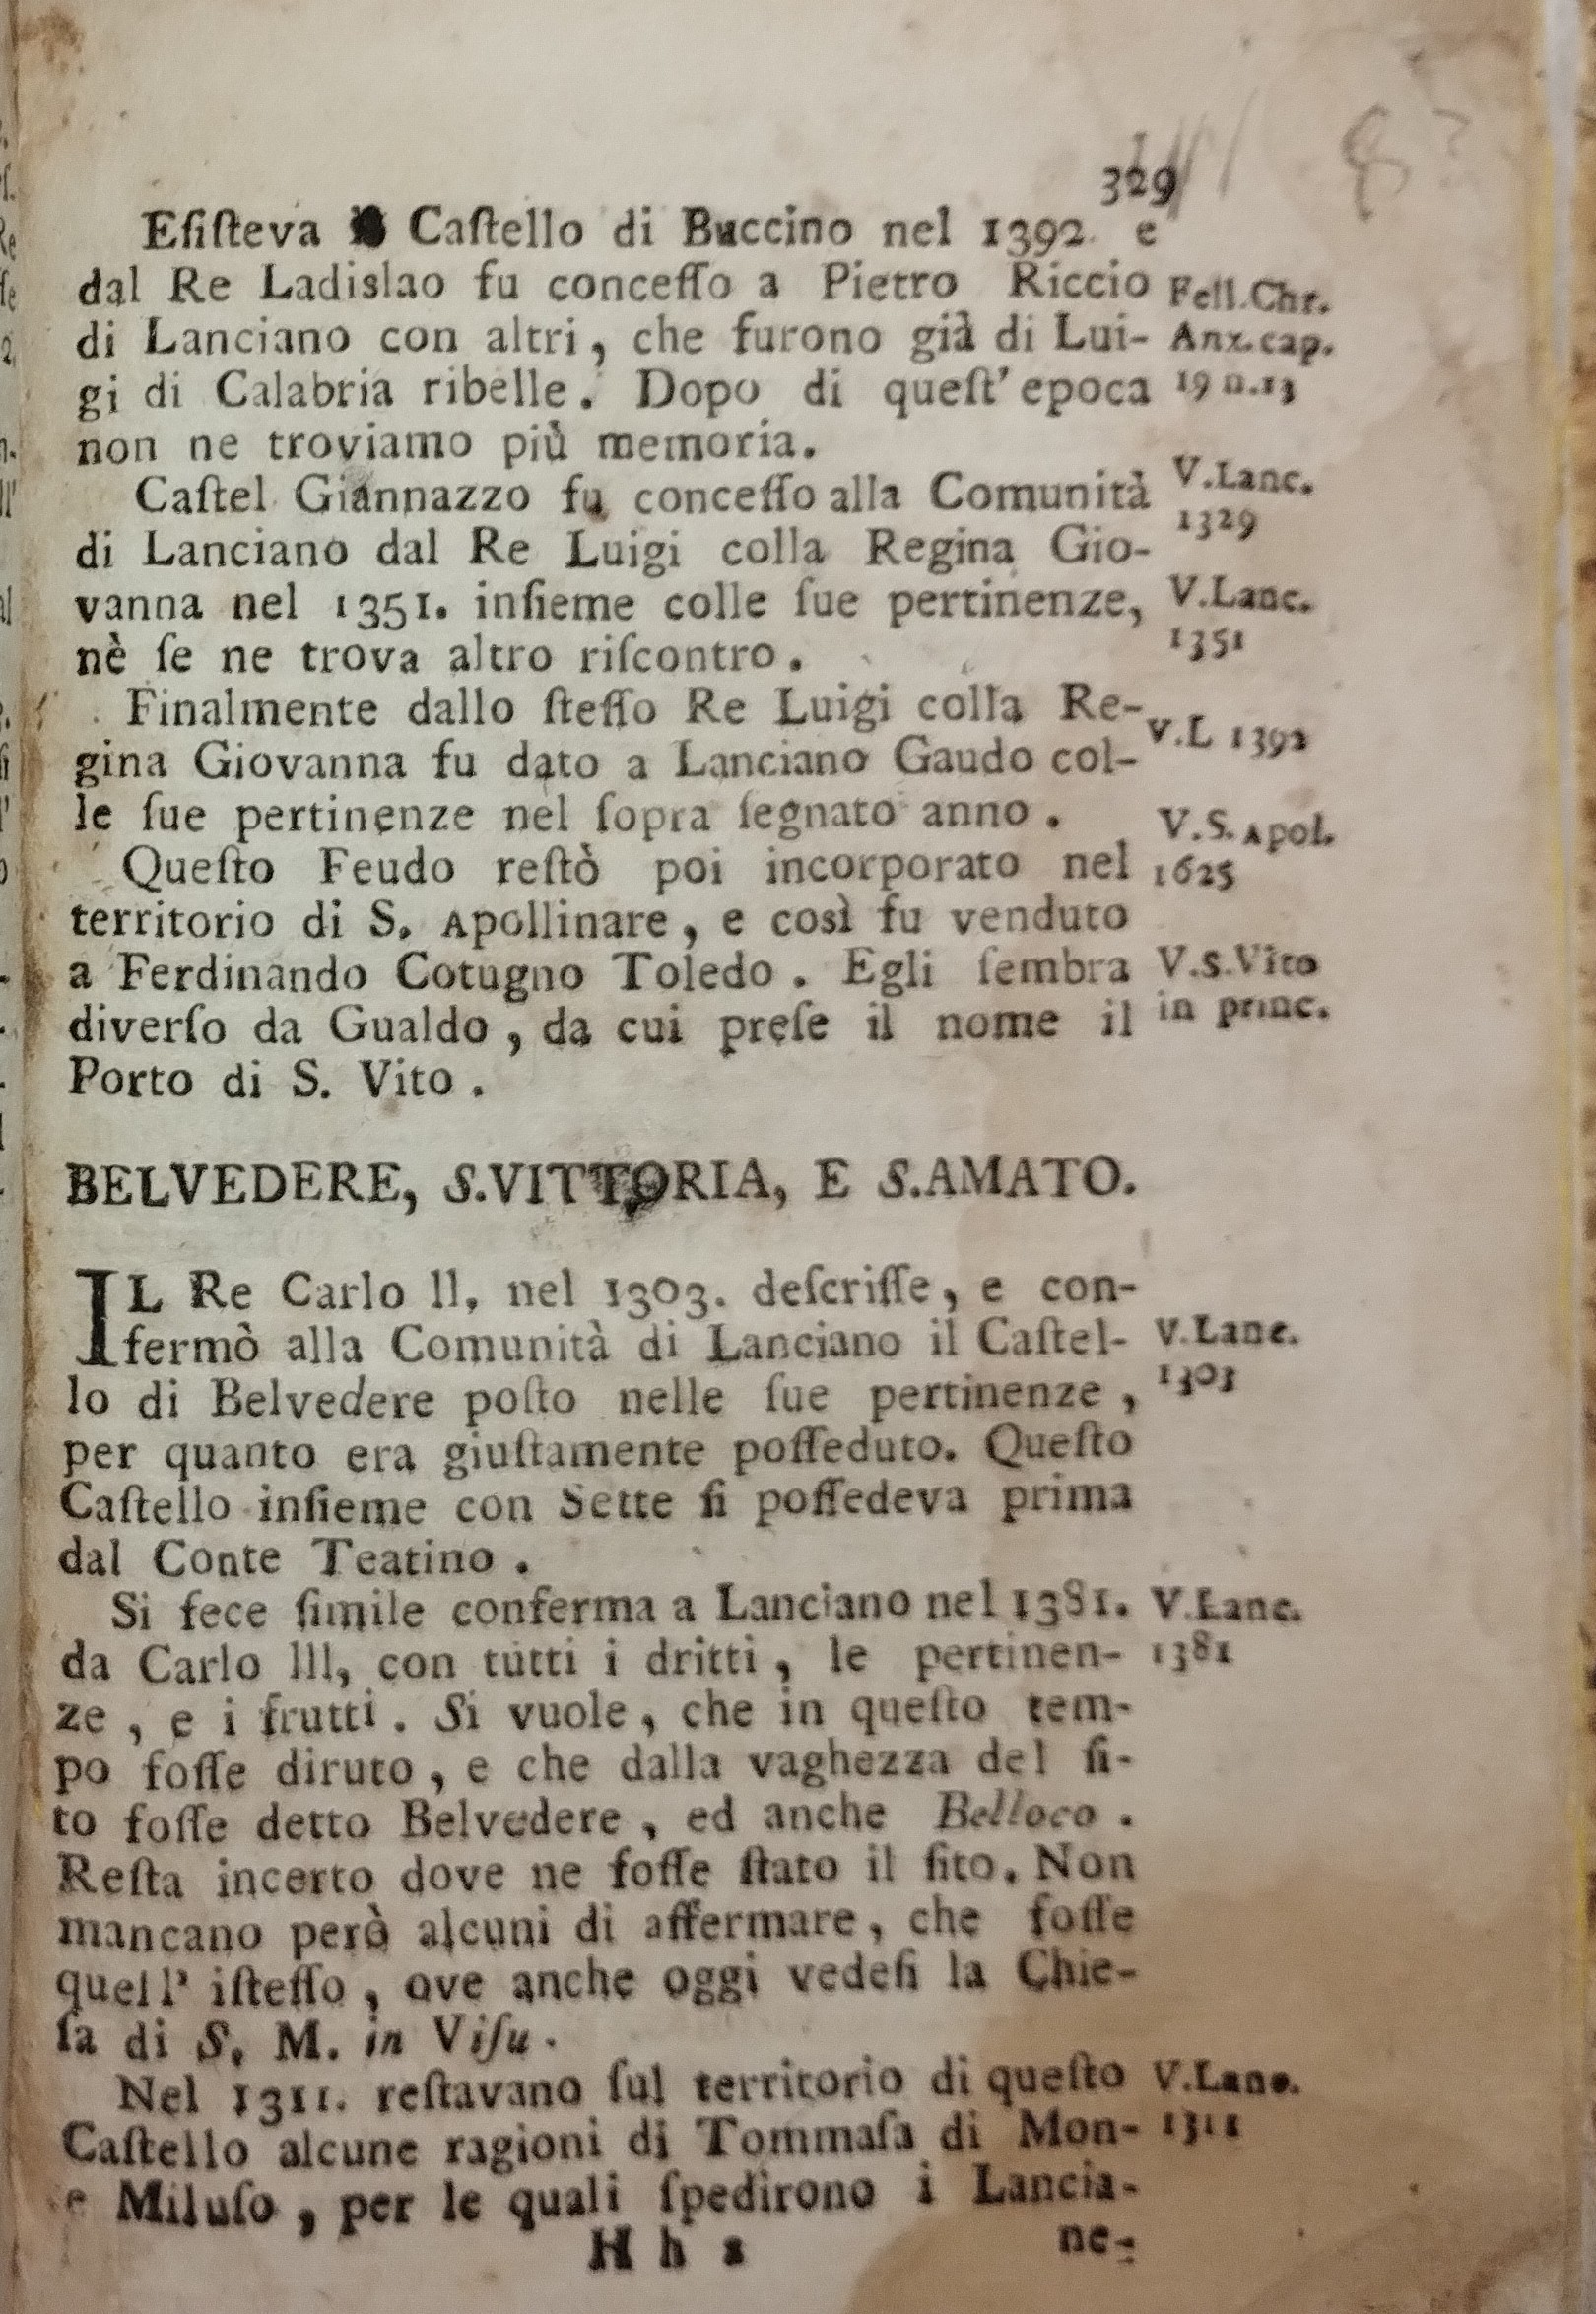 329
Eſiſteva Caſtello di Buccino nel 1392. e
dal Re Ladislao fu conceſſo a Pietro Riccio
Fell.Chr.
di Lanciano con altri, che furono già di Lui-
Anx.cap.
gi di Calabria ribelle. Dopo di queſt' epoca
19 n.13
non ne troviamo più memoria.
Caſtel Giannazzo fu conceſſo alla Comunità
V.Lanc.
1329
di Lanciano dal Re Luigi colla Regina Gio-
vanna nel 1351. inſieme colle ſue pertinenze,
V.Lanc.
1351
nè ſe ne trova altro riſcontro.
Finalmente dallo ſteſſo Re Luigi colla Re-
V.L 1392
gina Giovanna fu dato a Lanciano Gaudo col-
le ſue pertinenze nel ſopra ſegnato anno.
V.S.Apol.
1625
Queſto Feudo reſtò poi incorporato nel
territorio di S. Apollinare, e così fu venduto
a Ferdinando Cotugno Toledo. Egli ſembra
V.S.Vito
in princ.
diverſo da Gualdo, da cui preſe il nome il
Porto di S. Vito.
BELVEDERE, S.VITTORIA, E S.AMATO.
IL Re Carlo II, nel 1303. deſcriſſe, e con-
fermò alla Comunità di Lanciano il Caſtel-
V.Lanc.
1303
lo di Belvedere poſto nelle ſue pertinenze,
per quanto era giuſtamente poſſeduto. Queſto
Caſtello inſieme con Sette ſi poſſedeva prima
dal Conte Teatino.
Si fece ſimile conferma a Lanciano nel 1381.
V.Lanc.
1381
da Carlo III, con tutti i dritti, le pertinen-
ze, e i frutti. Si vuole, che in queſto tem-
po foſſe diruto, e che dalla vaghezza del ſi-
to foſſe detto Belvedere, ed anche Belloco.
Reſta incerto dove ne foſſe ſtato il ſito. Non
mancano però alcuni di affermare, che foſſe
quell' iſteſſo, ove anche oggi vedeſi la Chie-
ſa di S. M. in Viſu.
Nel 1311. reſtavano ſul territorio di queſto
V.Lanc.
1311
Caſtello alcune ragioni di Tommaſa di Mon-
e Miluſo, per le quali ſpedirono i Lancia-
H h
ne-